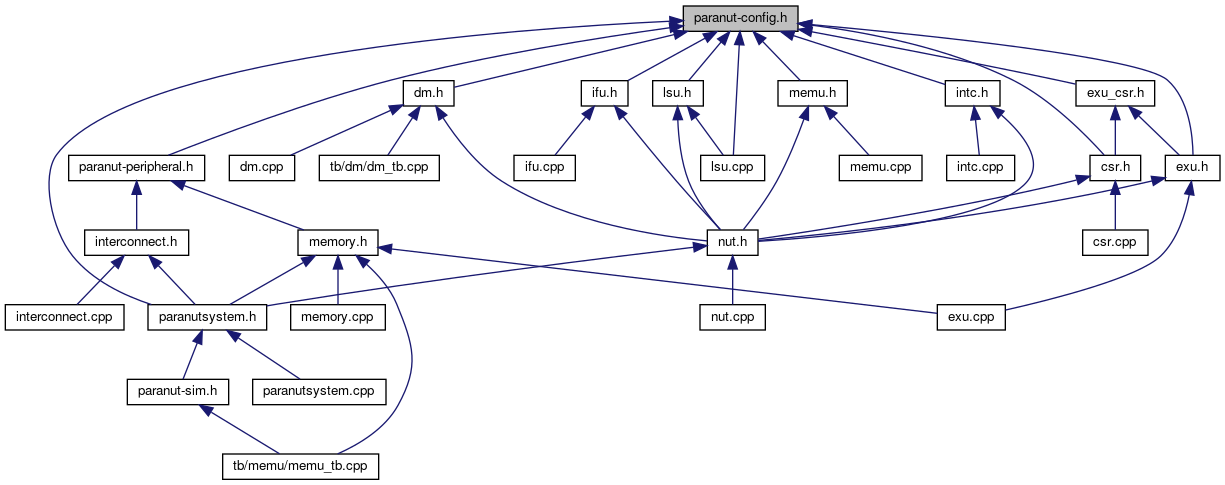 paranut-config.h
dm.h
ifu.h
lsu.h
memu.h
intc.h
exu_csr.h
paranut-peripheral.h
dm.cpp
tb/dm/dm_tb.cpp
ifu.cpp
lsu.cpp
memu.cpp
intc.cpp
csr.h
exu.h
interconnect.h
memory.h
nut.h
csr.cpp
interconnect.cpp
paranutsystem.h
memory.cpp
nut.cpp
exu.cpp
paranut-sim.h
paranutsystem.cpp
tb/memu/memu_tb.cpp